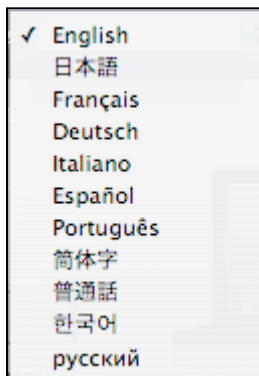 ✓ English
日本語
Français
Deutsch
Italiano
Español
Português
简体字
普通話
한국어
русский